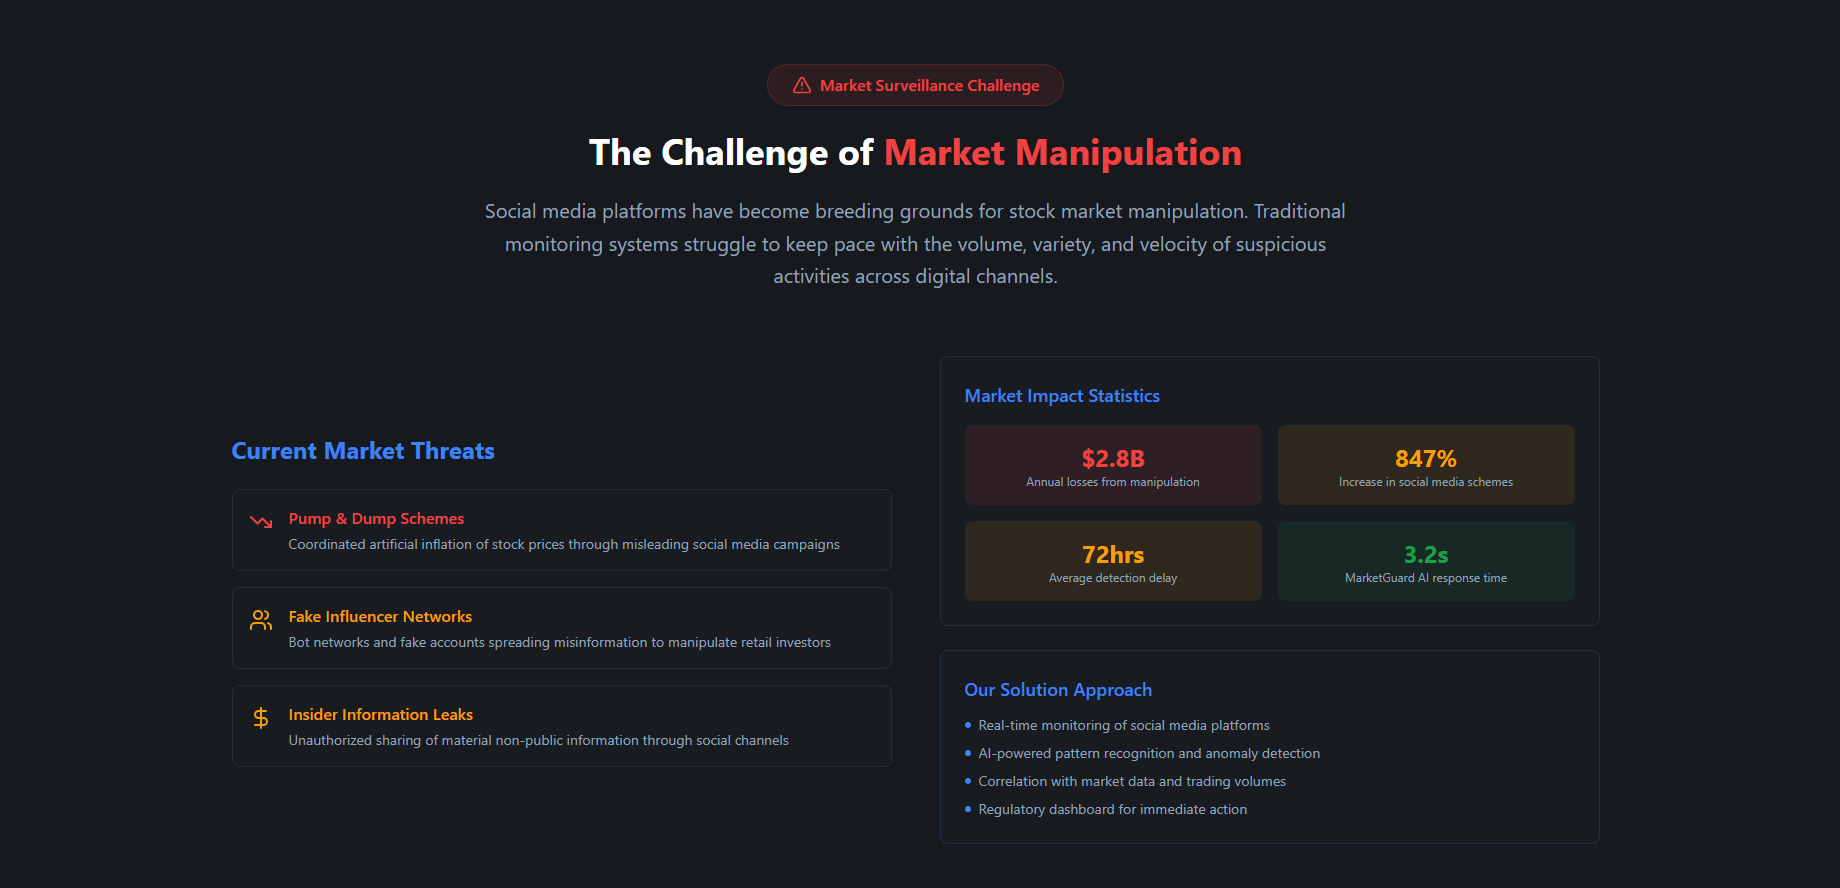 Market Surveillance Challenge
The Challenge of Market Manipulation
Social media platforms have become breeding grounds for stock market manipulation. Traditional
monitoring systems struggle to keep pace with the volume, variety, and velocity of suspicious
activities across digital channels.
Current Market Threats
Pump & Dump Schemes
Coordinated artificial inflation of stock prices through misleading social media campaigns
Fake Influencer Networks
Bot networks and fake accounts spreading misinformation to manipulate retail investors
Insider Information Leaks
Unauthorized sharing of material non-public information through social channels
Market Impact Statistics
$2.8B
Annual losses from manipulation
847%
Increase in social media schemes
72hrs
Average detection delay
3.2s
MarketGuard AI response time
Our Solution Approach
Real-time monitoring of social media platforms
AI-powered pattern recognition and anomaly detection
Correlation with market data and trading volumes
Regulatory dashboard for immediate action